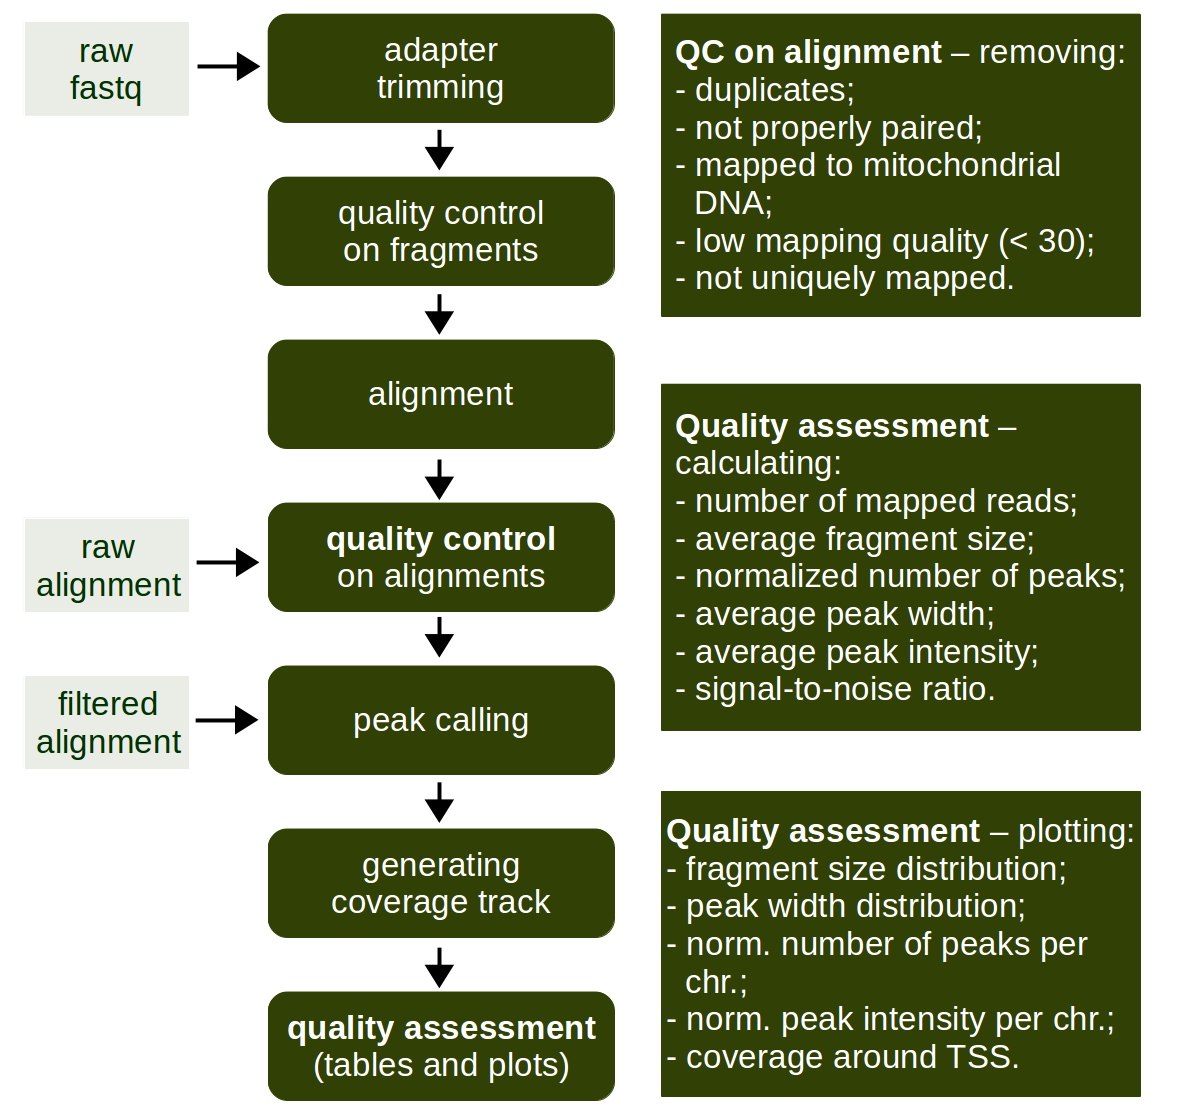 raw
fastq
adapter
trimming
quality control
on fragments
alignment
raw
alignment
quality control
on alignments
filtered
alignment
peak calling
generating
coverage track
quality assessment
(tables and plots)
QC on alignment – removing:
- duplicates;
- not properly paired;
- mapped to mitochondrial
DNA;
- low mapping quality (< 30);
- not uniquely mapped.
Quality assessment –
calculating:
- number of mapped reads;
- average fragment size;
- normalized number of peaks;
- average peak width;
- average peak intensity;
- signal-to-noise ratio.
Quality assessment – plotting:
- fragment size distribution;
- peak width distribution;
- norm. number of peaks per
chr.;
- norm. peak intensity per chr.;
- coverage around TSS.